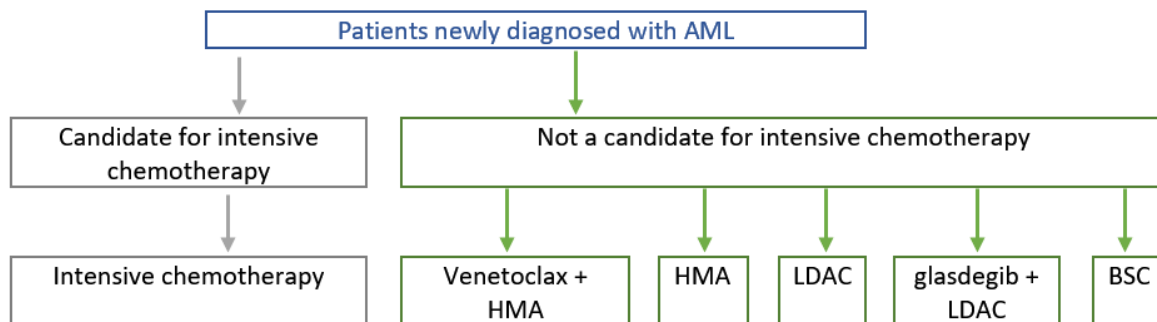 Patients newly diagnosed with AML
Candidate for intensive
chemotherapy
Not a candidate for intensive chemotherapy
Intensive chemotherapy
Venetoclax +
HMA
HMA
LDAC
glasdegib +
LDAC
BSC